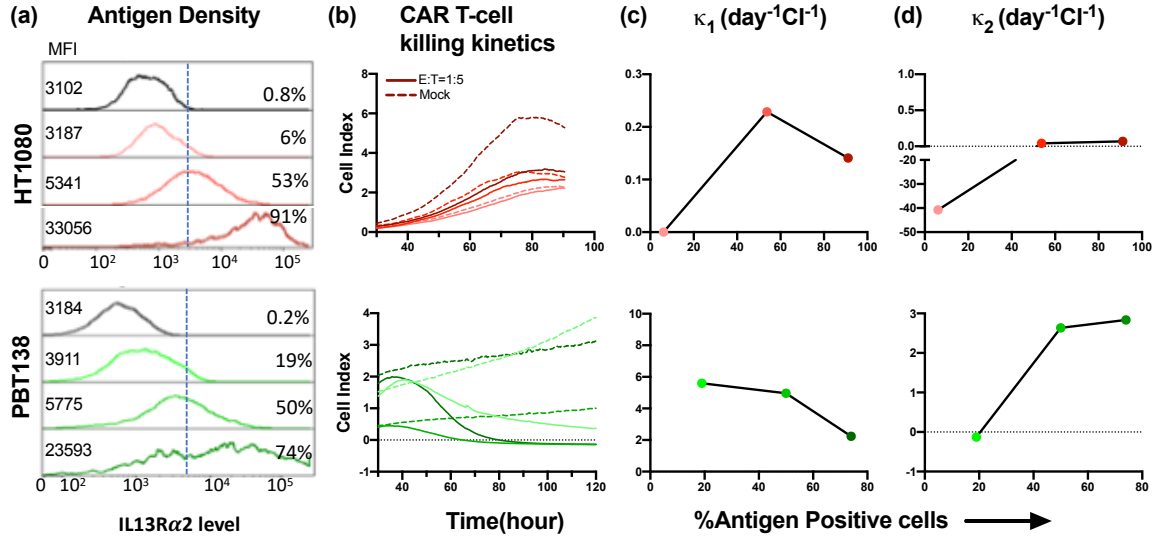 (a) Antigen Density
(b) CAR T-cell
killing kinetics
(c) κ1 (day-1CI-1)
(d) κ2 (day-1CI-1)
HT1080
MFI
3102 0.8%
3187 6%
5341 53%
33056 91%
0 10² 10³ 10⁴ 10⁵
Cell Index
8
6
4
2
0
40 60 80 100
E:T=1:5
Mock
0.3
0.2
0.1
0.0
0 20 40 60 80 100
1.0
0.5
0.0
-20
-30
-40
-50
0 20 40 60 80 100
PBT138
3184 0.2%
3911 19%
5775 50%
23593 74%
0 10² 10³ 10⁴ 10⁵
IL13Rα2 level
Cell Index
4
3
2
1
0
-1
40 60 80 100 120
Time(hour)
10
8
6
4
2
0 20 40 60 80
3
2
1
0
-1
0 20 40 60 80
%Antigen Positive cells